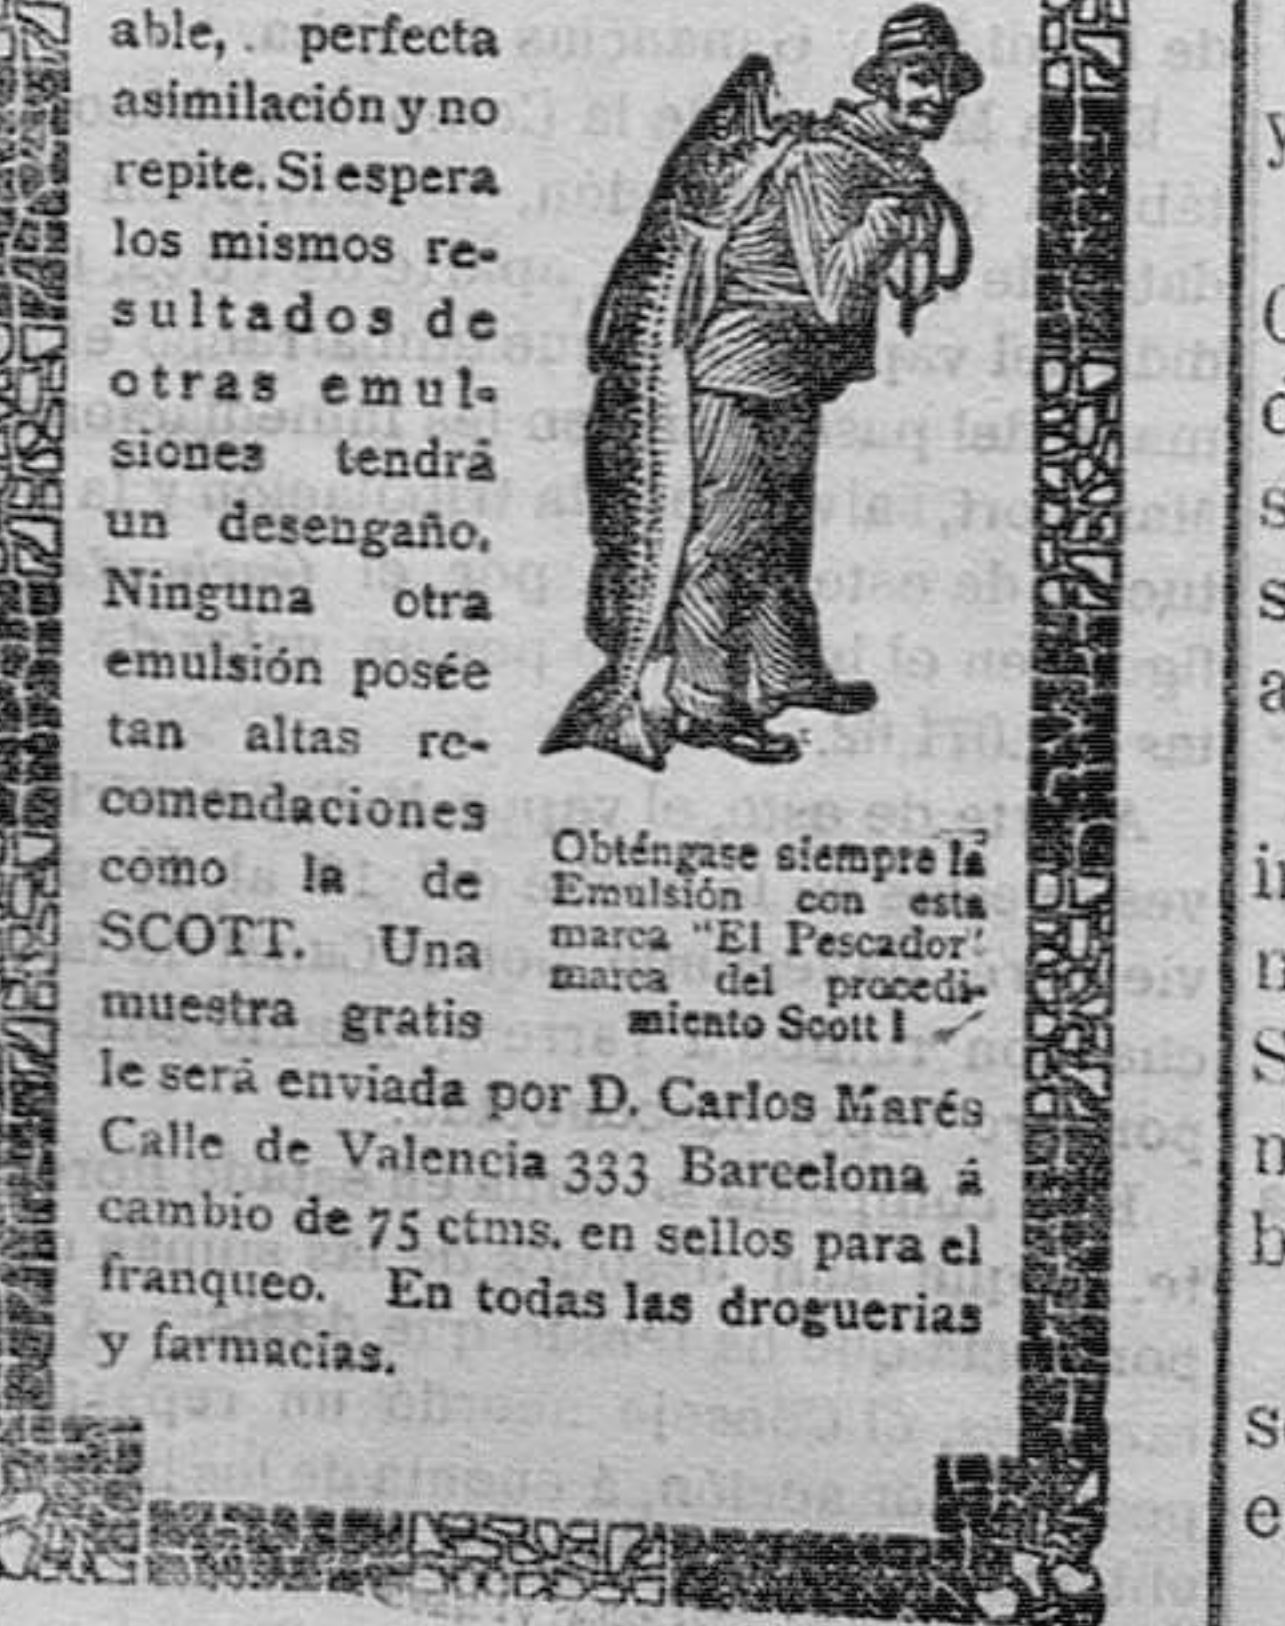 able, perfecta
asimilación y no
repite. Si espera
los mismos re-
sultados de
otras emul-
siones tendrá
un desengaño.
Ninguna otra
emulsión posée
tan altas re-
comendaciones
como la de
SCOTT. Una
muestra gratis
Obténgase siempre la
Emulsión con esta
marca "El Pescador"
marca del procedi-
miento Scott !
le será enviada por D. Carlos Marés
Calle de Valencia 333 Barcelona á
cambio de 75 ctms. en sellos para el
franqueo. En todas las droguerias
y farmacias.